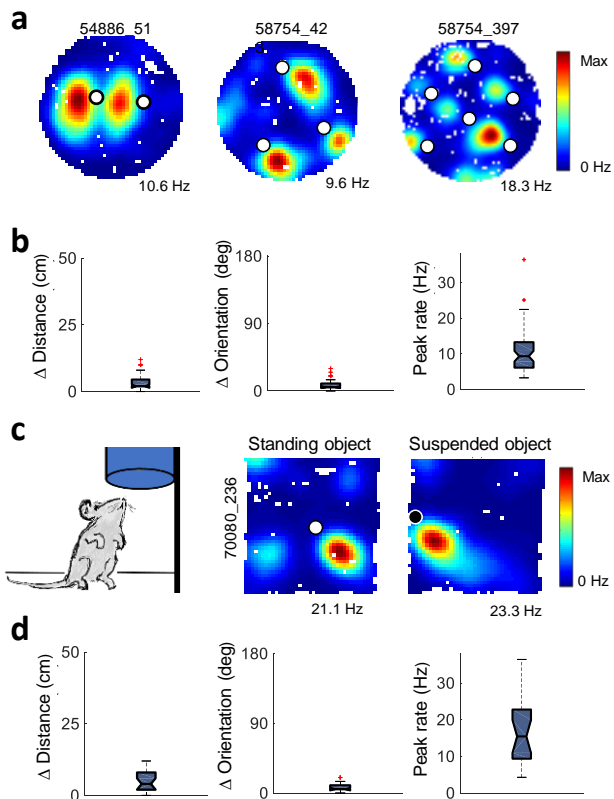 a
54886_51
58754_42
58754_397
Max
0 Hz
10.6 Hz
9.6 Hz
18.3 Hz
b
Δ Distance (cm)
50
25
0
Δ Orientation (deg)
180
90
0
Peak rate (Hz)
30
20
10
0
c
Standing object
Suspended object
70080_236
Max
0 Hz
21.1 Hz
23.3 Hz
d
Δ Distance (cm)
50
25
0
Δ Orientation (deg)
180
90
0
Peak rate (Hz)
30
20
10
0